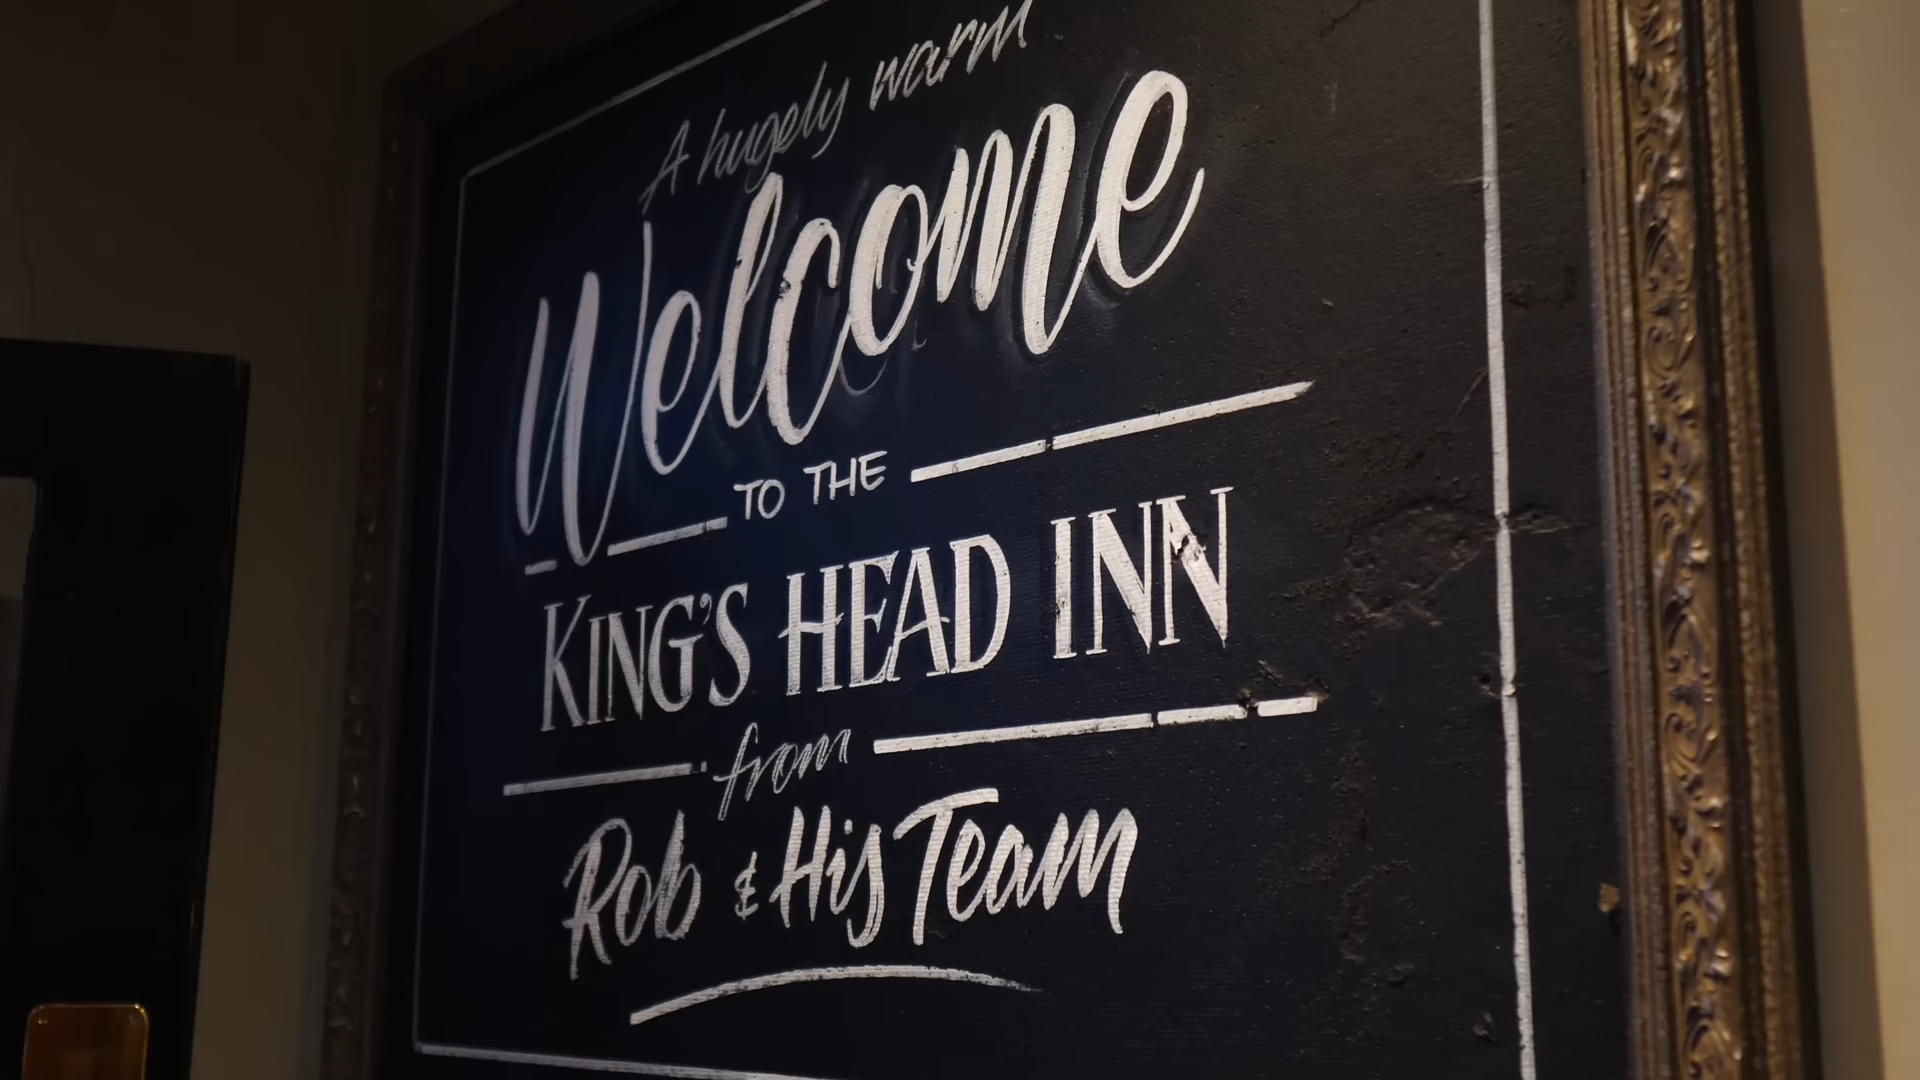 A hugely warm
Welcome
TO THE
KING'S HEAD INN
from
Rob & His Team